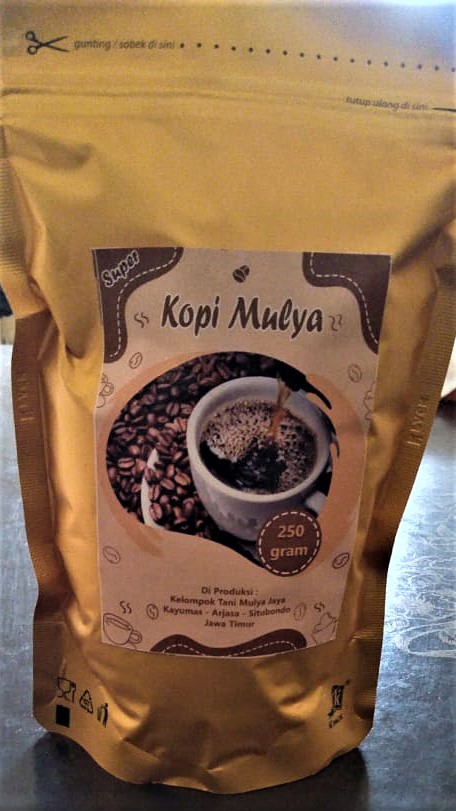 gunting / sobek di sini
tutup ulang di sini
Super
Kopi Mulya
250
gram
Di Produksi :
Kelompok Tani Mulya Jaya
Kayumas - Arjasa - Situbondo
Jawa Timur